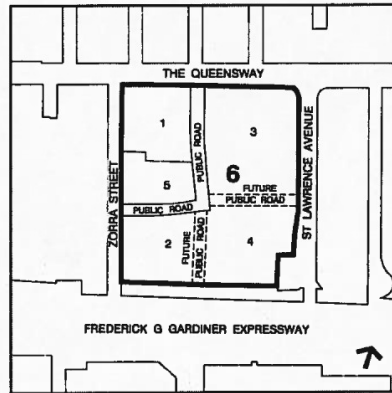 THE QUEENSWAY
1
3
ZORRA STREET
PUBLIC ROAD
ST LAWRENCE AVENUE
5
6
FUTURE
PUBLIC ROAD
PUBLIC ROAD
2
FUTURE
PUBLIC ROAD
4
FREDERICK G GARDINER EXPRESSWAY